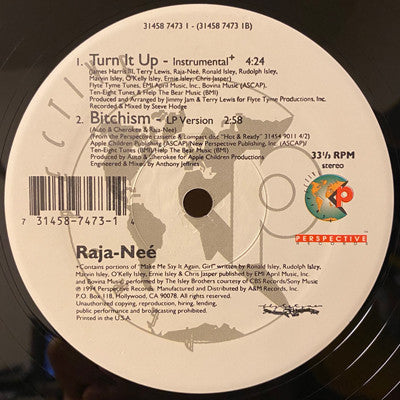 31458 7473 1 - (31458 7473 1B)
1. Turn It Up - Instrumental+ 4:24
(James Harris III, Terry Lewis, Raja-Neé, Ronald Isley, Rudolph Isley,
Marvin Isley, O'Kelly Isley, Ernie Isley, Chris Jasper)
Flyte Tyme Tunes, EMI April Music, Inc., Bovina Music (ASCAP),
Ten-Eight Tunes & Help The Bear Music (BMI)
Produced and Arranged by Jimmy Jam & Terry Lewis for Flyte Tyme Productions, Inc.
Recorded & Mixed by Steve Hodge
2. Bitchism - LP Version 2:58
(Auto & Cherokee & Raja-Neé)
(From the Perspective cassette & compact disc "Hot & Ready" 31454 9011 4/2)
Apple Children Publishing (ASCAP)/New Perspective Publishing, Inc. (ASCAP)/
Ten-Eight Tunes (BMI)/Help The Bear Music (BMI)
Produced by Auto & Cherokee for Apple Children Productions
Engineered & Mixed by Anthony Jeffries
33⅓ RPM
stereo
7 31458-7473-1 4
P
PERSPECTIVE
RECORDS
Raja-Neé
+Contains portions of "Make Me Say It Again, Girl" written by Ronald Isley, Rudolph Isley,
Marvin Isley, O'Kelly Isley, Ernie Isley & Chris Jasper published by EMI April Music, Inc.
and Bovina Music performed by The Isley Brothers courtesy of CBS Records/Sony Music
℗ 1994 Perspective Records. Manufactured and Distributed by A&M Records, Inc.
P.O. Box 118, Hollywood, CA 90078. All rights reserved.
Unauthorized copying, reproduction, hiring, lending,
public performance and broadcasting prohibited.
Printed in the U.S.A.